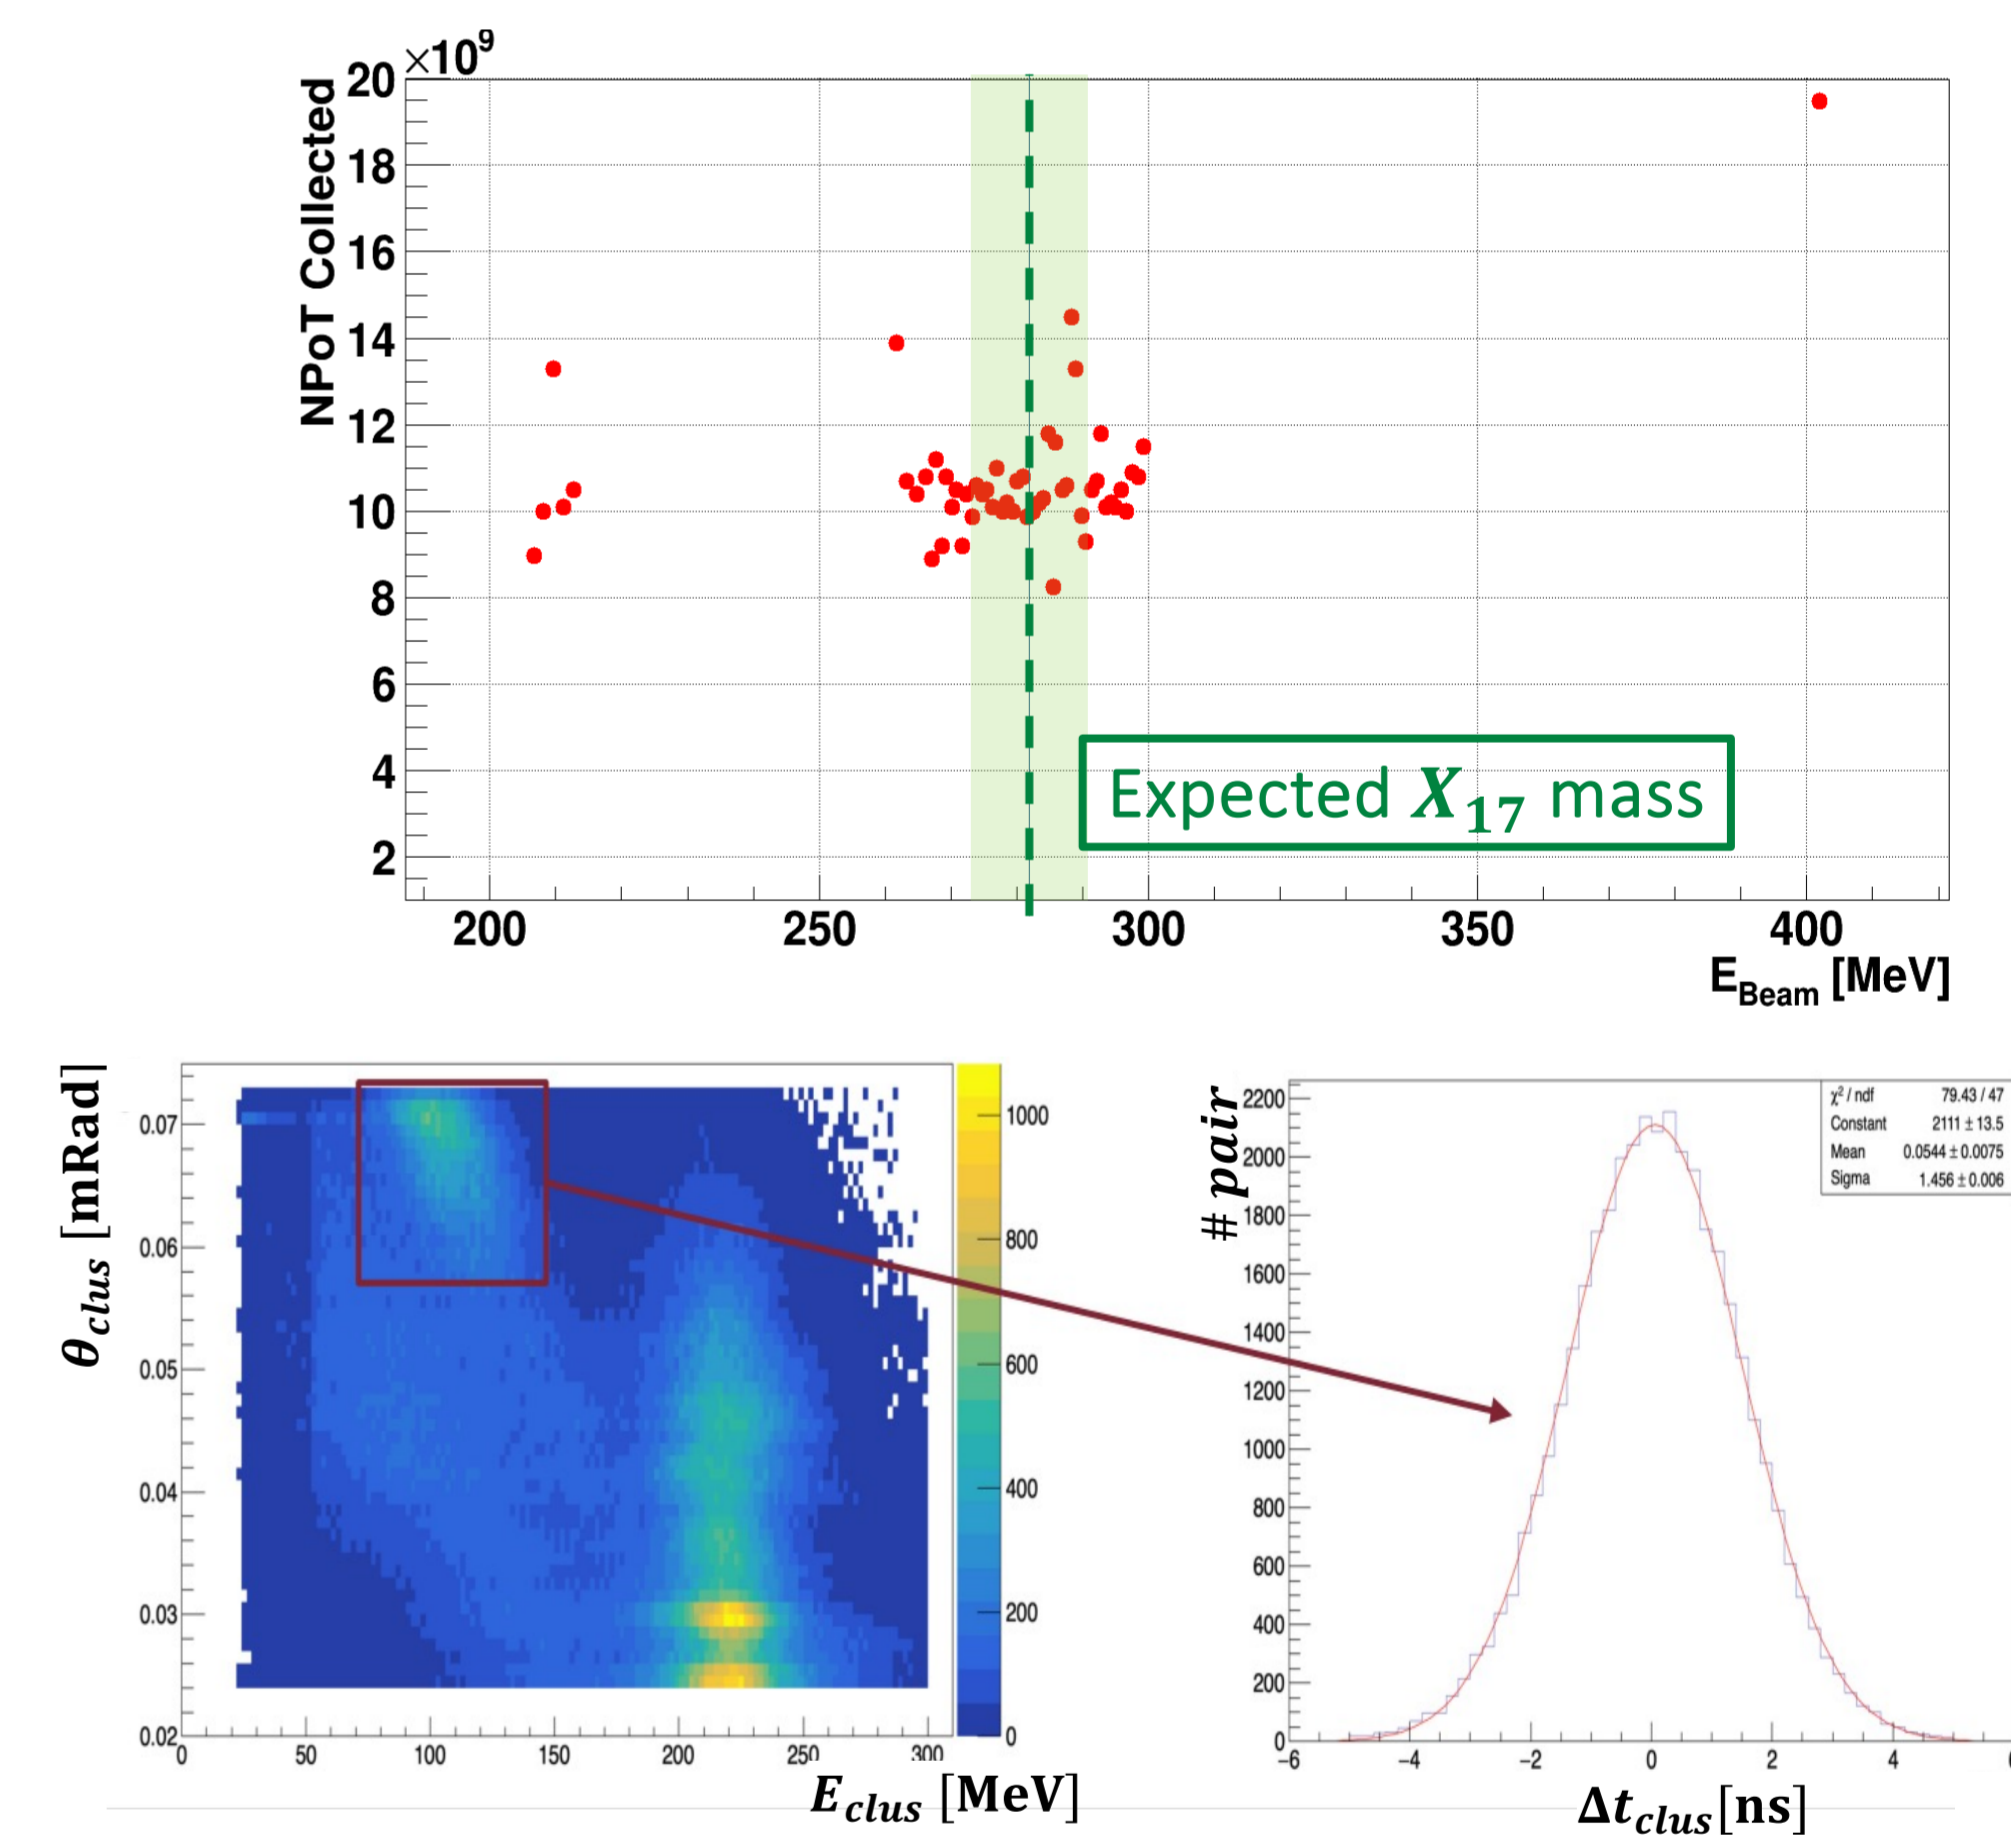 ×10⁹
NPoT Collected
20
18
16
14
12
10
8
6
4
2
Expected X₁₇ mass
200 250 300 350 400
E_Beam [MeV]
θ_clus [mRad]
0.07
0.06
0.05
0.04
0.03
0.02
0 50 100 150 200 250 300
E_clus [MeV]
1000
800
600
400
200
0
# pair
2200
2000
1800
1600
1400
1200
1000
800
600
400
200
0
χ² / ndf 79.43 / 47
Constant 2111 ± 13.5
Mean 0.0544 ± 0.0075
Sigma 1.456 ± 0.006
−6 −4 −2 0 2 4
Δt_clus[ns]